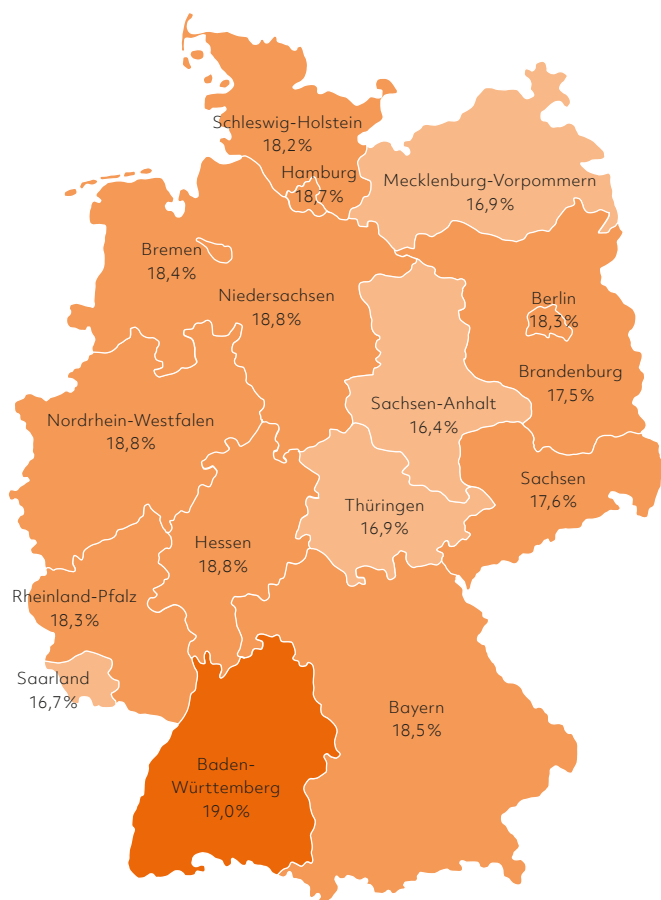 Schleswig-Holstein
18,2%
Hamburg
18,7%
Mecklenburg-Vorpommern
16,9%
Bremen
18,4%
Niedersachsen
18,8%
Berlin
18,3%
Brandenburg
17,5%
Sachsen-Anhalt
16,4%
Nordrhein-Westfalen
18,8%
Sachsen
17,6%
Thüringen
16,9%
Hessen
18,8%
Rheinland-Pfalz
18,3%
Saarland
16,7%
Bayern
18,5%
Baden-
Württemberg
19,0%